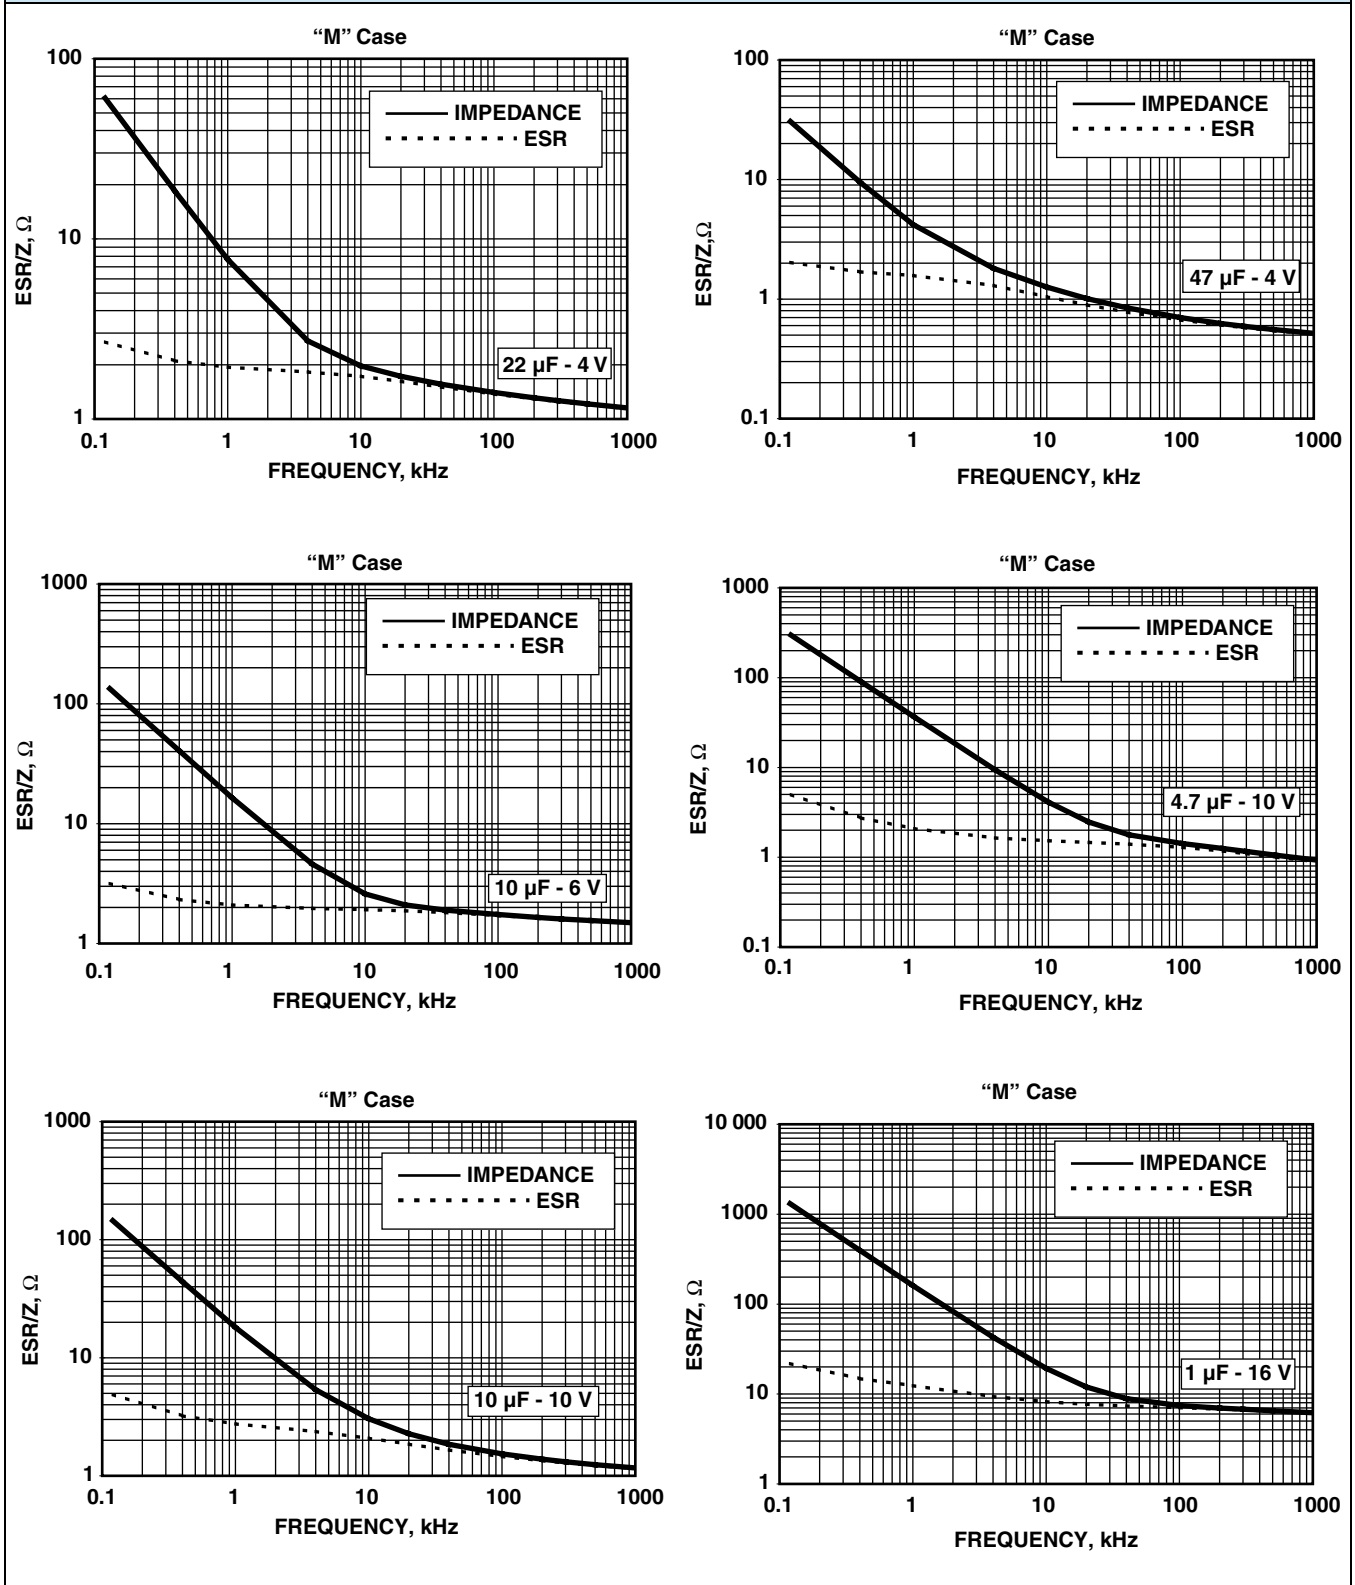 “M” Case
100
10
1
ESR/Z, Ω
IMPEDANCE
ESR
22 µF - 4 V
0.1 1 10 100 1000
FREQUENCY, kHz
“M” Case
100
10
1
0.1
ESR/Z,Ω
IMPEDANCE
ESR
47 µF - 4 V
0.1 1 10 100 1000
FREQUENCY, kHz
“M” Case
1000
100
10
1
ESR/Z, Ω
IMPEDANCE
ESR
10 µF - 6 V
0.1 1 10 100 1000
FREQUENCY, kHz
“M” Case
1000
100
10
1
0.1
ESR/Z, Ω
IMPEDANCE
ESR
4.7 µF - 10 V
0.1 1 10 100 1000
FREQUENCY, kHz
“M” Case
1000
100
10
1
ESR/Z, Ω
IMPEDANCE
ESR
10 µF - 10 V
0.1 1 10 100 1000
FREQUENCY, kHz
“M” Case
10 000
1000
100
10
1
ESR/Z, Ω
IMPEDANCE
ESR
1 µF - 16 V
0.1 1 10 100 1000
FREQUENCY, kHz